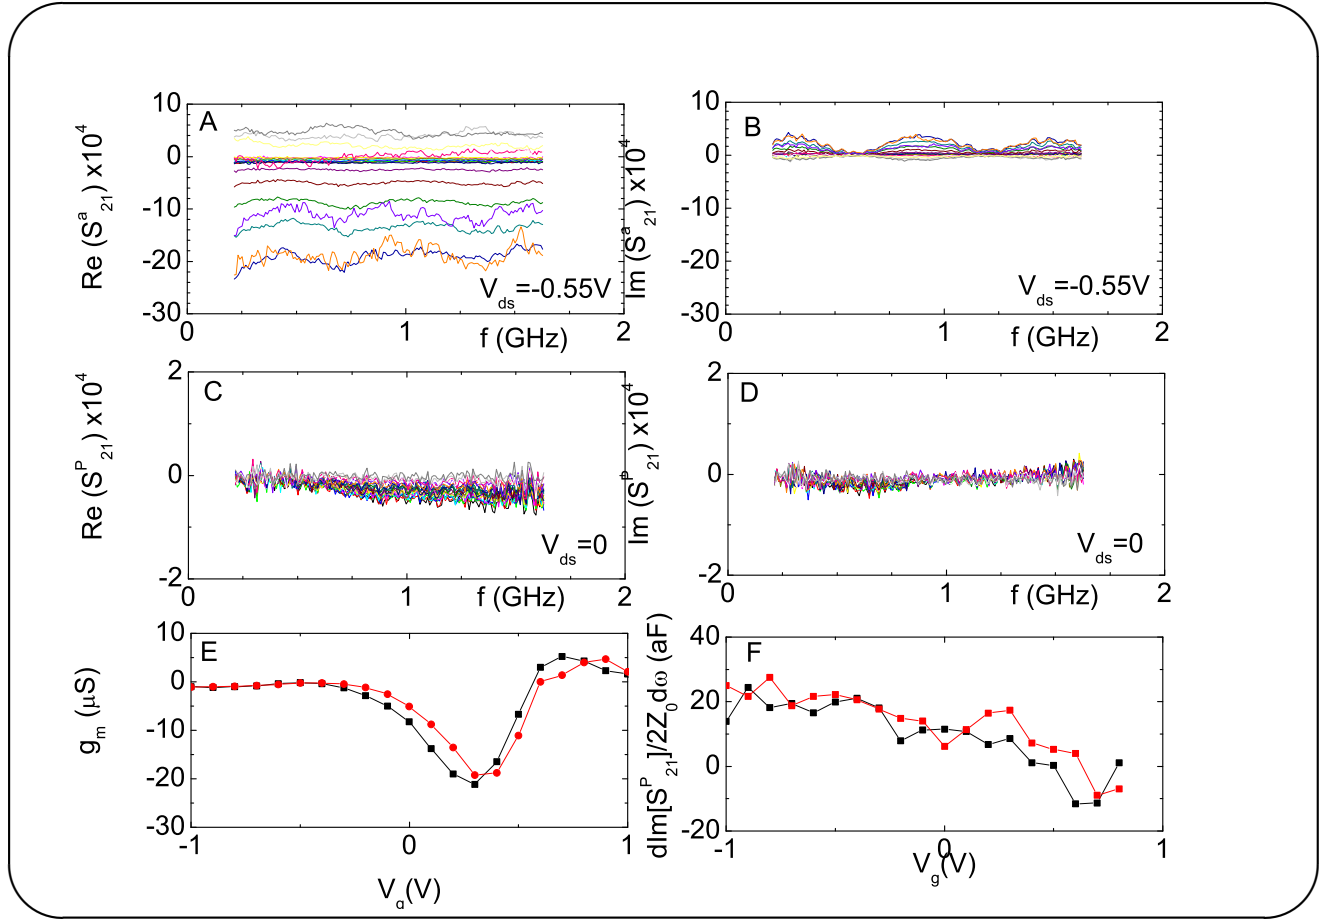 A
Re (S^a_21) x10^4
10
0
-10
-20
-30
0
1
2
f (GHz)
V_ds=-0.55V
B
Im (S^a_21) x10^4
10
0
-10
-20
-30
0
1
2
f (GHz)
V_ds=-0.55V
C
Re (S^P_21) x10^4
2
0
-2
0
1
2
f (GHz)
V_ds=0
D
Im (S^P_21) x10^4
2
0
-2
0
1
2
f (GHz)
V_ds=0
E
g_m (μS)
10
0
-10
-20
-30
-1
0
1
V_g(V)
F
dIm[S^P_21]/2Z_0 dω (aF)
40
20
0
-20
-1
0
1
V_g(V)